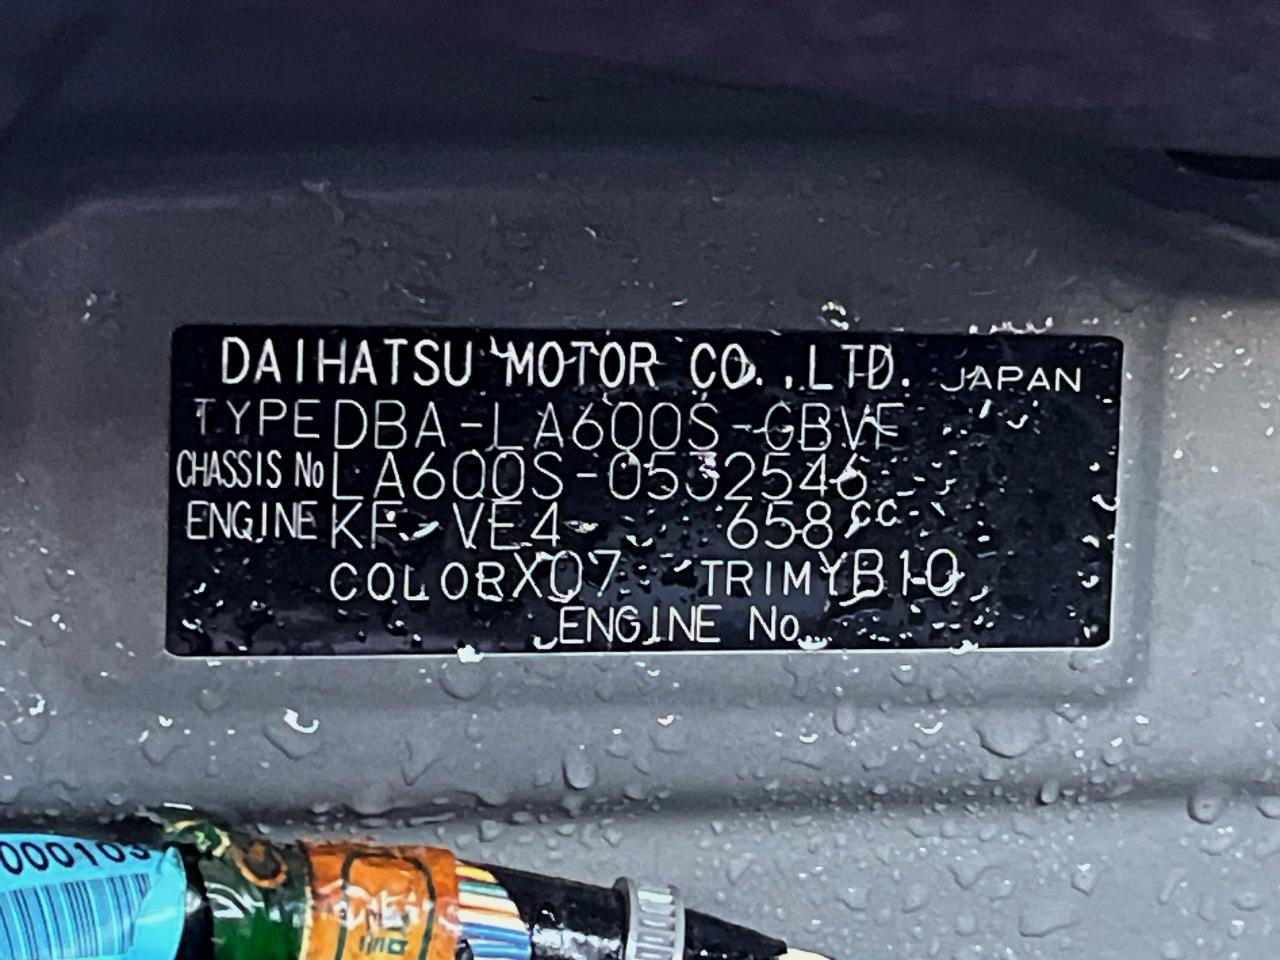 DAIHATSU MOTOR CO.,LTD. JAPAN
TYPE DBA-LA600S-GBVF
CHASSIS No LA600S-0532546
ENGINE KF-VE4 658cc
COLOR X07 TRIM YB10
ENGINE No.
000103